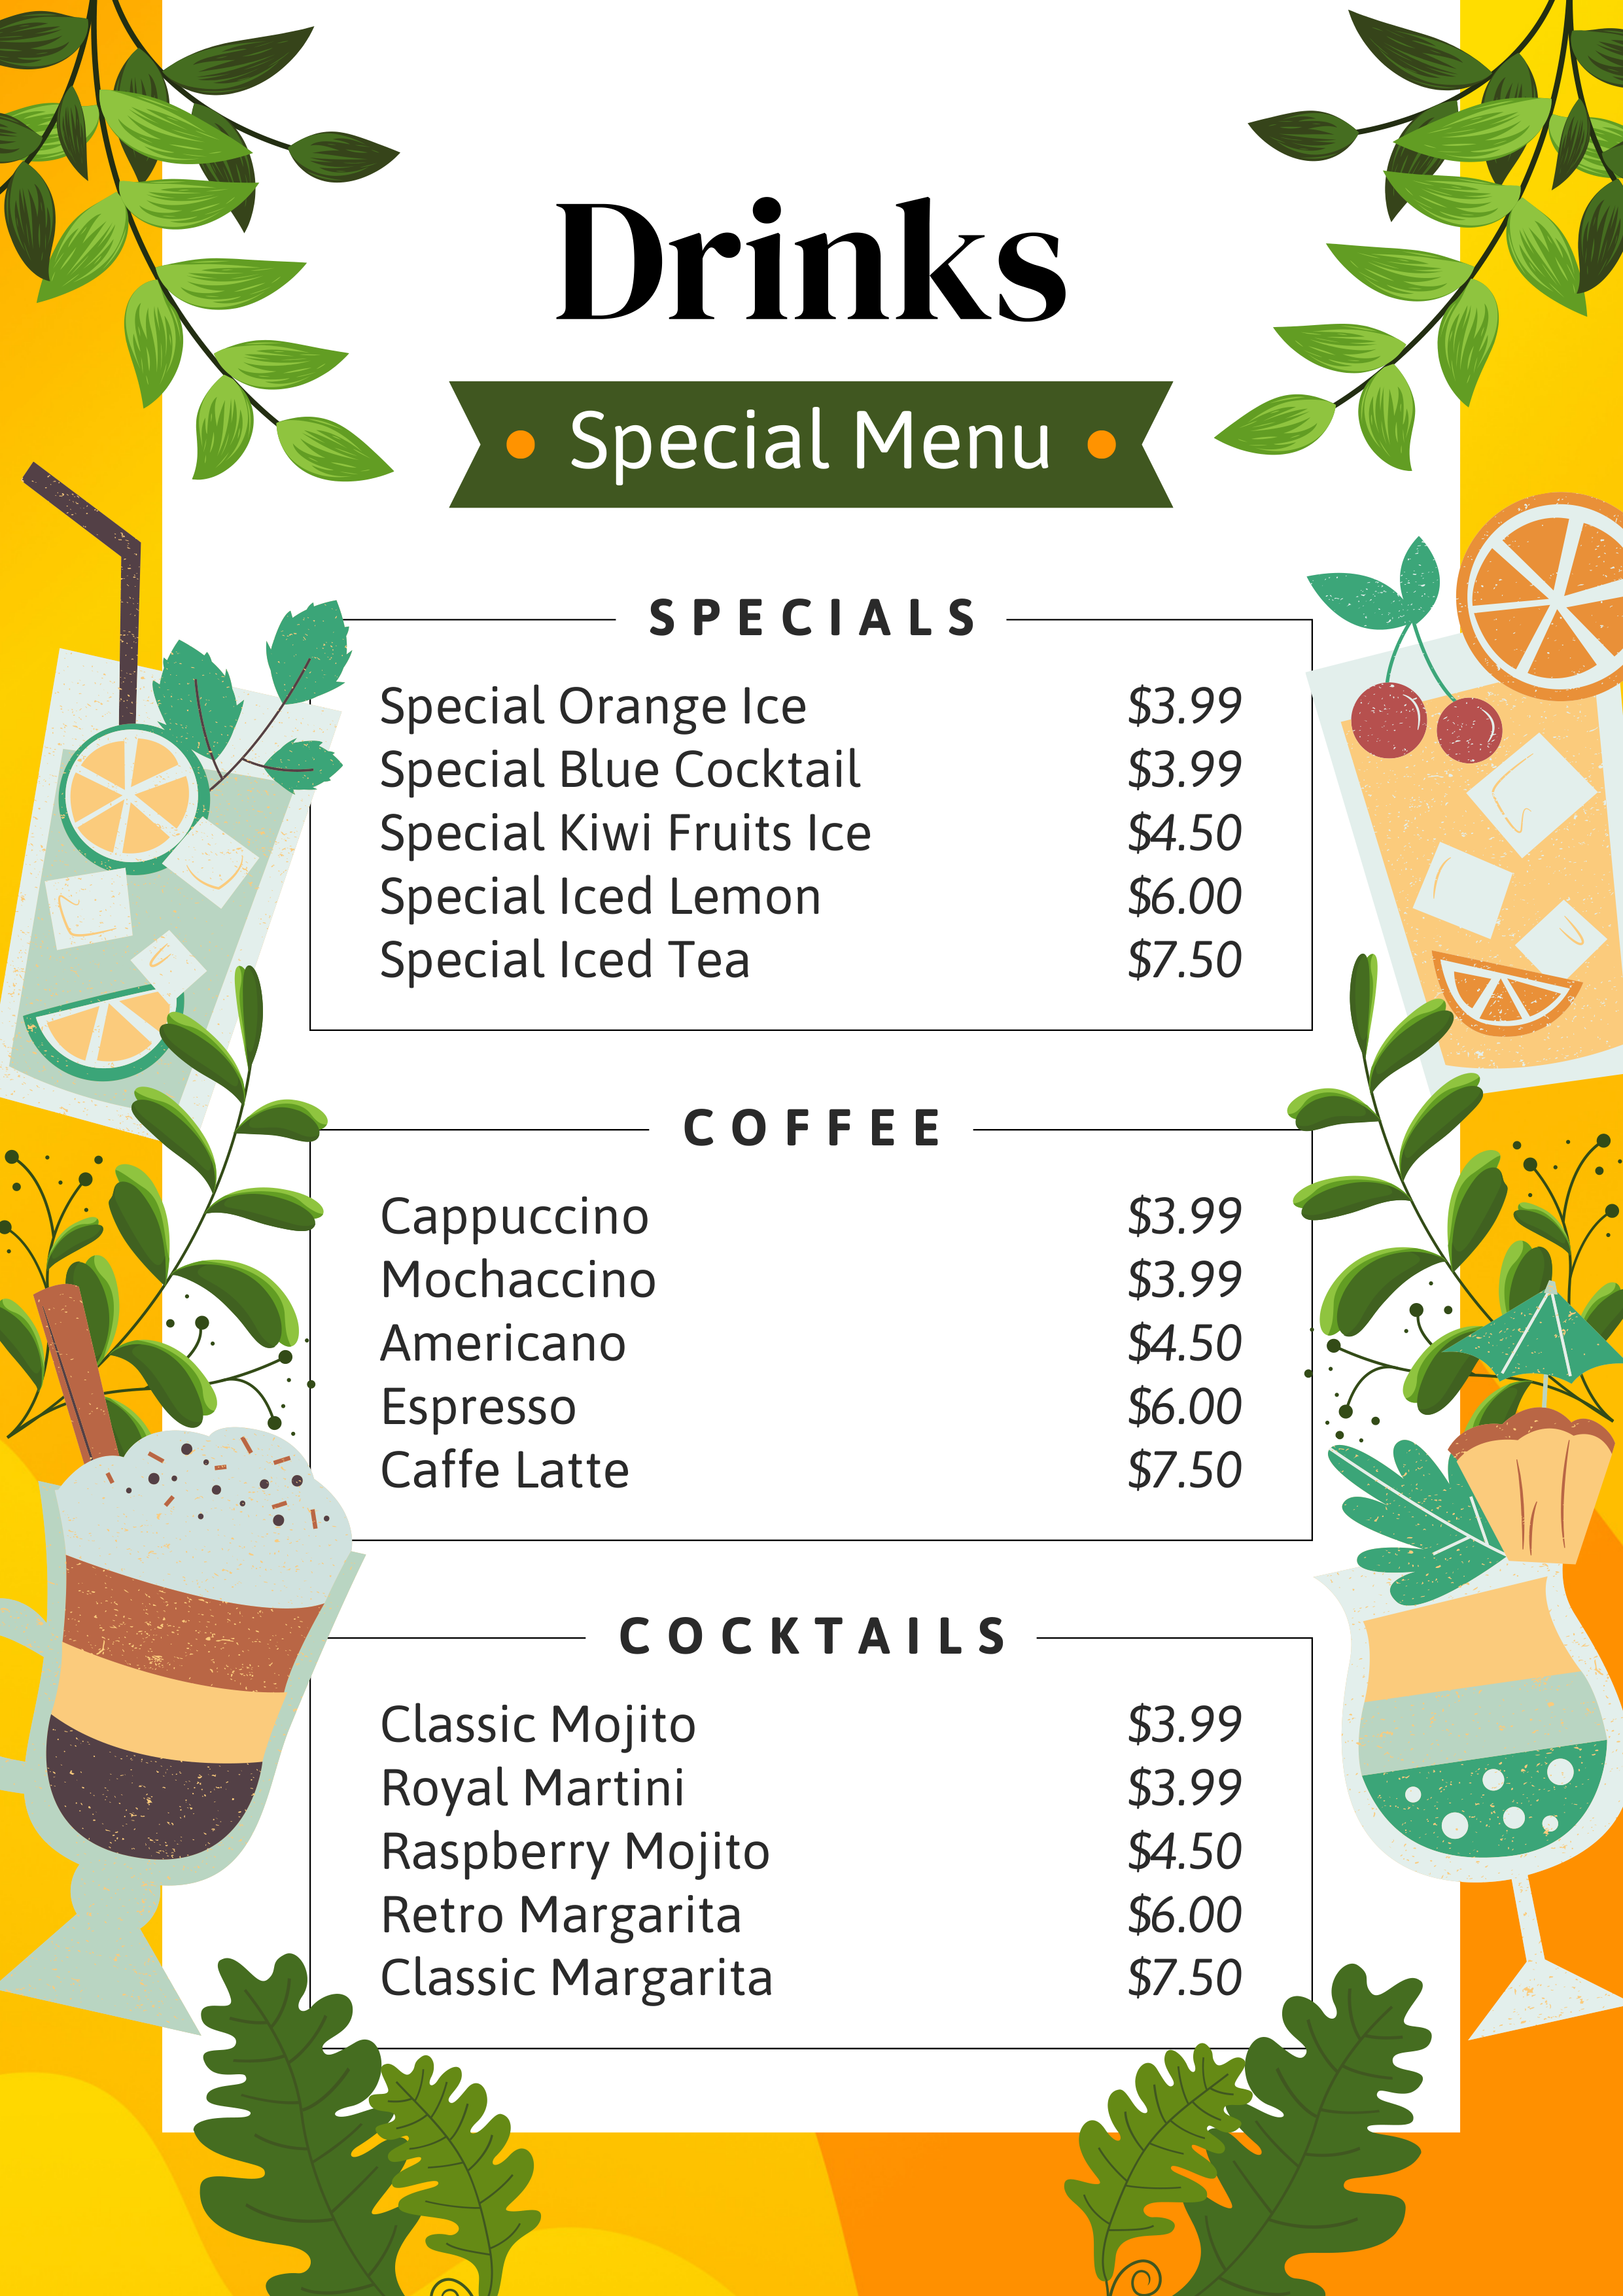 Drinks
Special Menu
SPECIALS
Special Orange Ice $3.99
Special Blue Cocktail $3.99
Special Kiwi Fruits Ice $4.50
Special Iced Lemon $6.00
Special Iced Tea $7.50
COFFEE
Cappuccino $3.99
Mochaccino $3.99
Americano $4.50
Espresso $6.00
Caffe Latte $7.50
COCKTAILS
Classic Mojito $3.99
Royal Martini $3.99
Raspberry Mojito $4.50
Retro Margarita $6.00
Classic Margarita $7.50